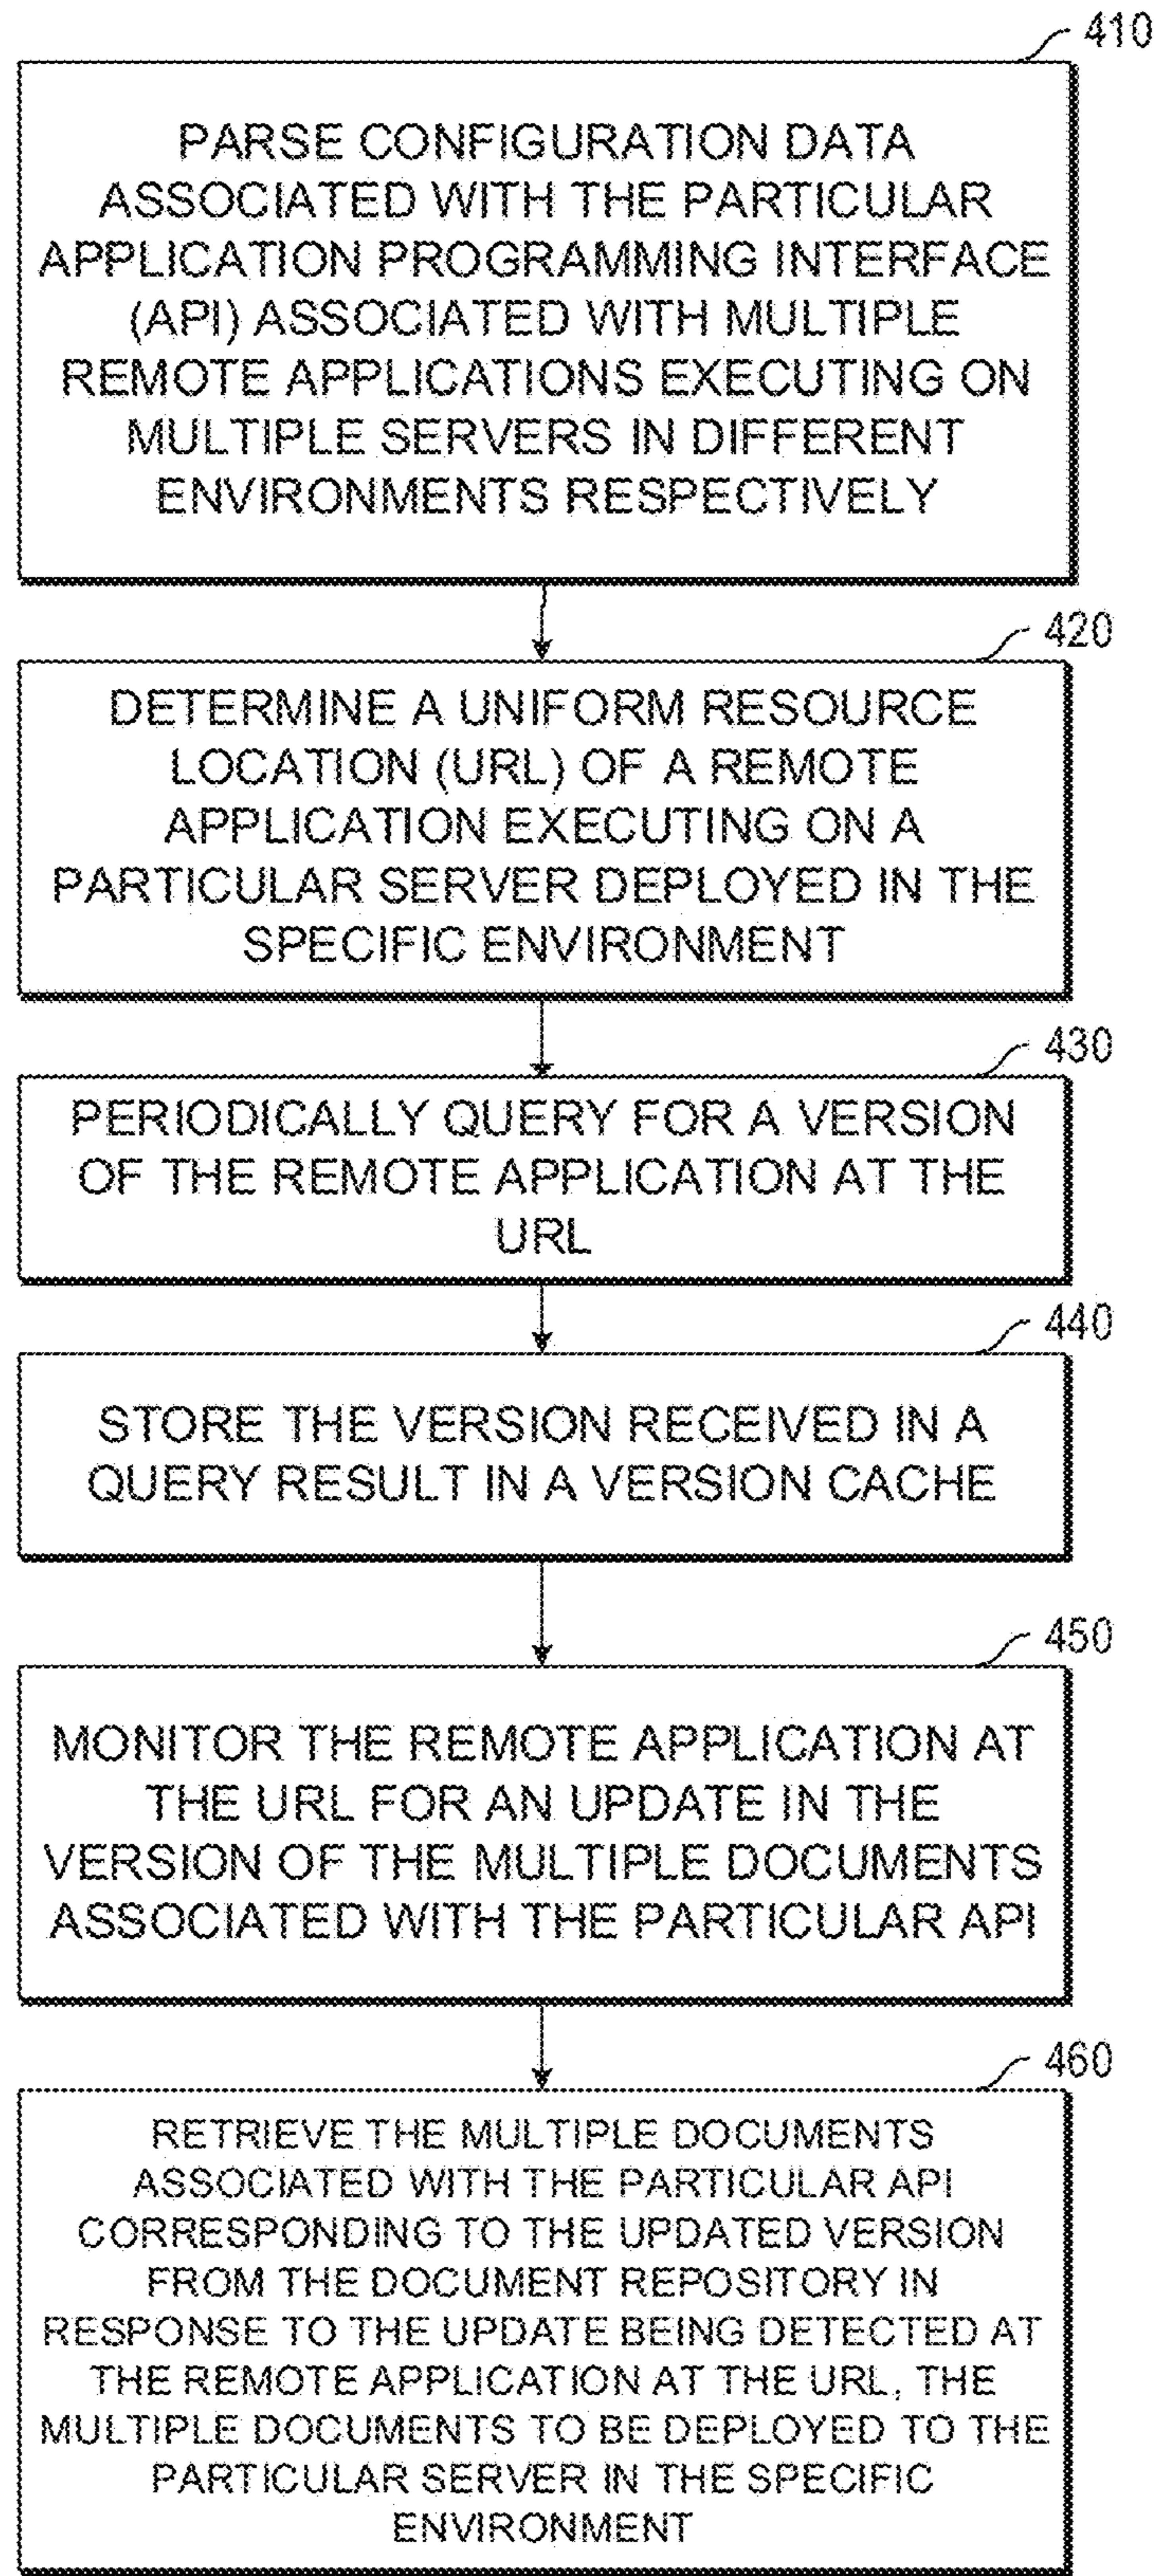 410
PARSE CONFIGURATION DATA
ASSOCIATED WITH THE PARTICULAR
APPLICATION PROGRAMMING INTERFACE
(API) ASSOCIATED WITH MULTIPLE
REMOTE APPLICATIONS EXECUTING ON
MULTIPLE SERVERS IN DIFFERENT
ENVIRONMENTS RESPECTIVELY
420
DETERMINE A UNIFORM RESOURCE
LOCATION (URL) OF A REMOTE
APPLICATION EXECUTING ON A
PARTICULAR SERVER DEPLOYED IN THE
SPECIFIC ENVIRONMENT
430
PERIODICALLY QUERY FOR A VERSION
OF THE REMOTE APPLICATION AT THE
URL
440
STORE THE VERSION RECEIVED IN A
QUERY RESULT IN A VERSION CACHE
450
MONITOR THE REMOTE APPLICATION AT
THE URL FOR AN UPDATE IN THE
VERSION OF THE MULTIPLE DOCUMENTS
ASSOCIATED WITH THE PARTICULAR API
460
RETRIEVE THE MULTIPLE DOCUMENTS
ASSOCIATED WITH THE PARTICULAR API
CORRESPONDING TO THE UPDATED VERSION
FROM THE DOCUMENT REPOSITORY IN
RESPONSE TO THE UPDATE BEING DETECTED AT
THE REMOTE APPLICATION AT THE URL, THE
MULTIPLE DOCUMENTS TO BE DEPLOYED TO THE
PARTICULAR SERVER IN THE SPECIFIC
ENVIRONMENT